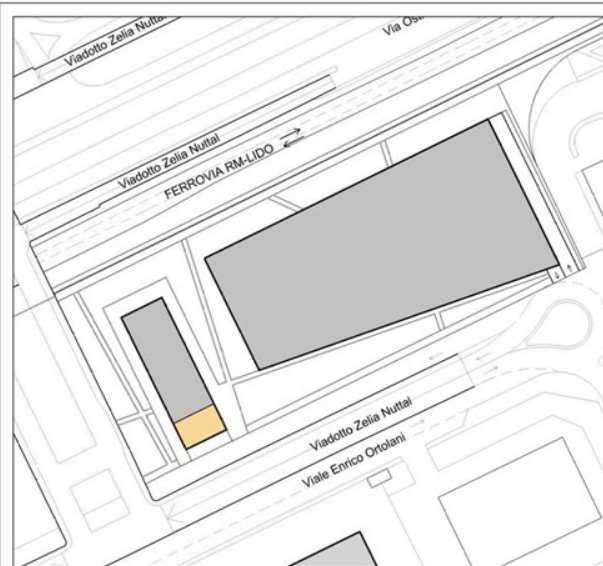 Viadotto Zelia Nuttal
Via Ost
Viadotto Zelia Nuttal
FERROVIA RM-LIDO
Viadotto Zelia Nuttal
Viale Enrico Ortolani